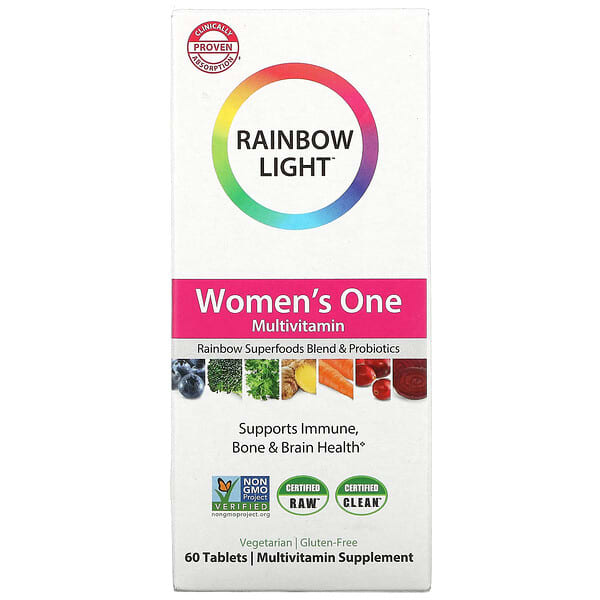 CLINICALLY
PROVEN
ABSORPTION
‡
RAINBOW
LIGHT™
Women's One
Multivitamin
Rainbow Superfoods Blend & Probiotics
Supports Immune,
Bone & Brain Health❖
NON
GMO
Project
VERIFIED
nongmoproject.org
CERTIFIED
RAW™
CERTIFIED
CLEAN™
Vegetarian | Gluten-Free
60 Tablets | Multivitamin Supplement